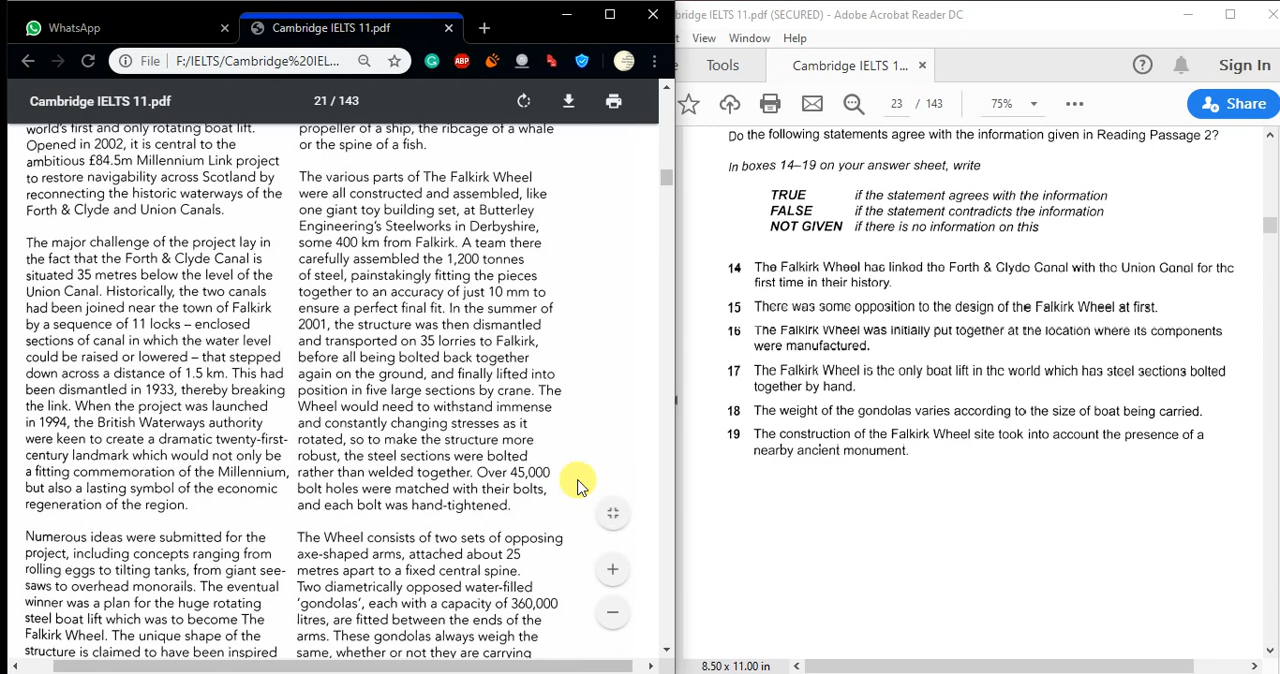 WhatsApp
Cambridge IELTS 11.pdf
File
F:/IELTS/Cambridge%20IEL...
ABP
Cambridge IELTS 11.pdf
21 / 143
world's first and only rotating boat lift.
Opened in 2002, it is central to the
ambitious £84.5m Millennium Link project
to restore navigability across Scotland by
reconnecting the historic waterways of the
Forth & Clyde and Union Canals.
The major challenge of the project lay in
the fact that the Forth & Clyde Canal is
situated 35 metres below the level of the
Union Canal. Historically, the two canals
had been joined near the town of Falkirk
by a sequence of 11 locks – enclosed
sections of canal in which the water level
could be raised or lowered – that stepped
down across a distance of 1.5 km. This had
been dismantled in 1933, thereby breaking
the link. When the project was launched
in 1994, the British Waterways authority
were keen to create a dramatic twenty-first-
century landmark which would not only be
a fitting commemoration of the Millennium,
but also a lasting symbol of the economic
regeneration of the region.
Numerous ideas were submitted for the
project, including concepts ranging from
rolling eggs to tilting tanks, from giant see-
saws to overhead monorails. The eventual
winner was a plan for the huge rotating
steel boat lift which was to become The
Falkirk Wheel. The unique shape of the
structure is claimed to have been inspired
propeller of a ship, the ribcage of a whale
or the spine of a fish.
The various parts of The Falkirk Wheel
were all constructed and assembled, like
one giant toy building set, at Butterley
Engineering's Steelworks in Derbyshire,
some 400 km from Falkirk. A team there
carefully assembled the 1,200 tonnes
of steel, painstakingly fitting the pieces
together to an accuracy of just 10 mm to
ensure a perfect final fit. In the summer of
2001, the structure was then dismantled
and transported on 35 lorries to Falkirk,
before all being bolted back together
again on the ground, and finally lifted into
position in five large sections by crane. The
Wheel would need to withstand immense
and constantly changing stresses as it
rotated, so to make the structure more
robust, the steel sections were bolted
rather than welded together. Over 45,000
bolt holes were matched with their bolts,
and each bolt was hand-tightened.
The Wheel consists of two sets of opposing
axe-shaped arms, attached about 25
metres apart to a fixed central spine.
Two diametrically opposed water-filled
'gondolas', each with a capacity of 360,000
litres, are fitted between the ends of the
arms. These gondolas always weigh the
same, whether or not they are carrying
bridge IELTS 11.pdf (SECURED) - Adobe Acrobat Reader DC
View Window Help
Tools
Cambridge IELTS 1...
Sign In
23 / 143
75%
Share
Do the following statements agree with the information given in Reading Passage 2?
In boxes 14–19 on your answer sheet, write
TRUE if the statement agrees with the information
FALSE if the statement contradicts the information
NOT GIVEN if there is no information on this
14 The Falkirk Wheel has linked the Forth & Clyde Canal with the Union Canal for the
first time in their history.
15 There was some opposition to the design of the Falkirk Wheel at first.
16 The Falkirk Wheel was initially put together at the location where its components
were manufactured.
17 The Falkirk Wheel is the only boat lift in the world which has steel sections bolted
together by hand.
18 The weight of the gondolas varies according to the size of boat being carried.
19 The construction of the Falkirk Wheel site took into account the presence of a
nearby ancient monument.
8.50 x 11.00 in